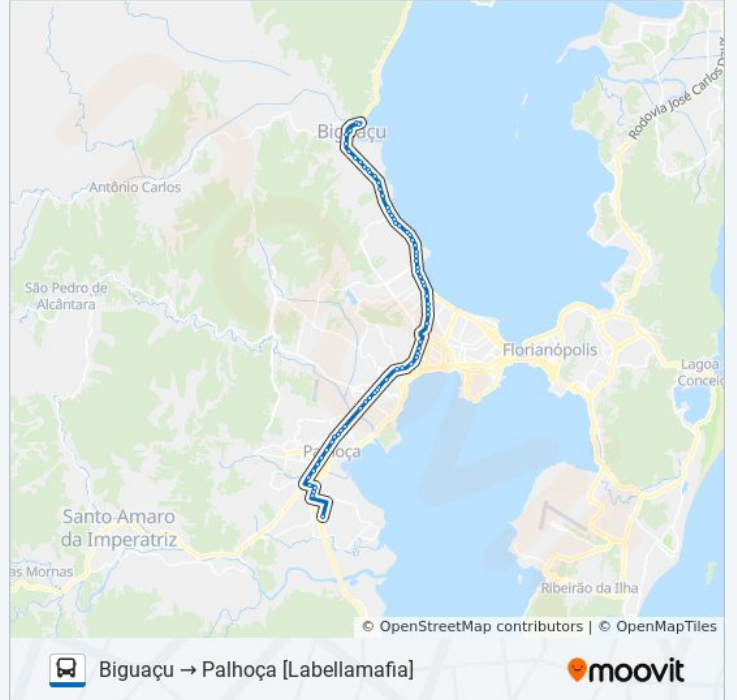 Rodovia José Carlos Daux
Biguaçu
Antônio Carlos
São Pedro de
Alcântara
Florianópolis
Lagoa
Conceiç
Palhoça
Santo Amaro
da Imperatriz
as Mornas
Ribeirão da Ilha
© OpenStreetMap contributors | © OpenMapTiles
Biguaçu → Palhoça [Labellamafia]
moovit